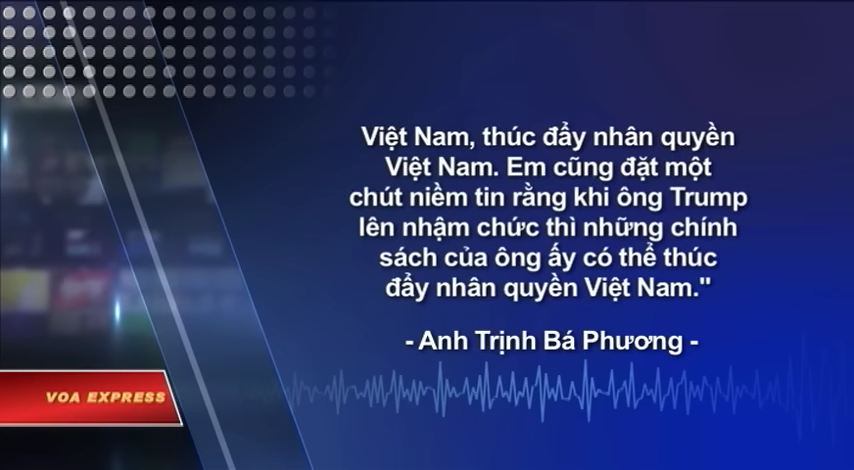 Việt Nam, thúc đẩy nhân quyền
Việt Nam. Em cũng đặt một
chút niềm tin rằng khi ông Trump
lên nhậm chức thì những chính
sách của ông ấy có thể thúc
đẩy nhân quyền Việt Nam."
- Anh Trịnh Bá Phương -
VOA EXPRESS